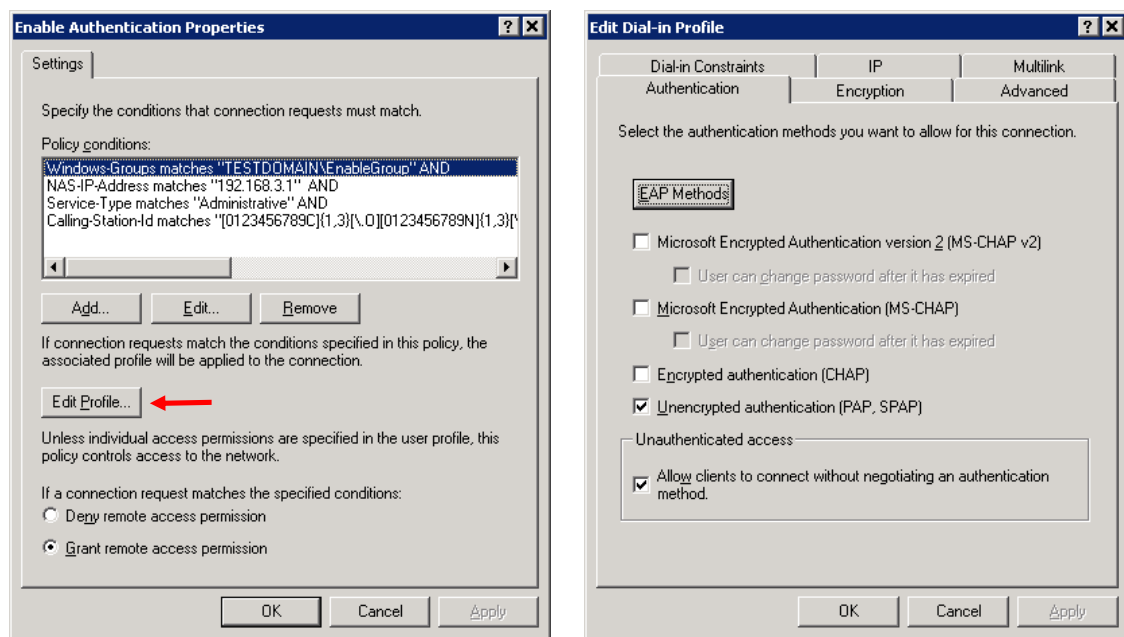 Enable Authentication Properties
Settings
Specify the conditions that connection requests must match.
Policy conditions:
Windows-Groups matches "TESTDOMAIN\EnableGroup" AND
NAS-IP-Address matches "192.168.3.1" AND
Service-Type matches "Administrative" AND
Calling-Station-Id matches "[0123456789C]{1,3}[\.O][0123456789N]{1,3}[\
Add...
Edit...
Remove
If connection requests match the conditions specified in this policy, the
associated profile will be applied to the connection.
Edit Profile...
Unless individual access permissions are specified in the user profile, this
policy controls access to the network.
If a connection request matches the specified conditions:
Deny remote access permission
Grant remote access permission
OK
Cancel
Apply
Edit Dial-in Profile
Dial-in Constraints
IP
Multilink
Authentication
Encryption
Advanced
Select the authentication methods you want to allow for this connection.
EAP Methods
Microsoft Encrypted Authentication version 2 (MS-CHAP v2)
User can change password after it has expired
Microsoft Encrypted Authentication (MS-CHAP)
User can change password after it has expired
Encrypted authentication (CHAP)
Unencrypted authentication (PAP, SPAP)
Unauthenticated access
Allow clients to connect without negotiating an authentication
method.
OK
Cancel
Apply